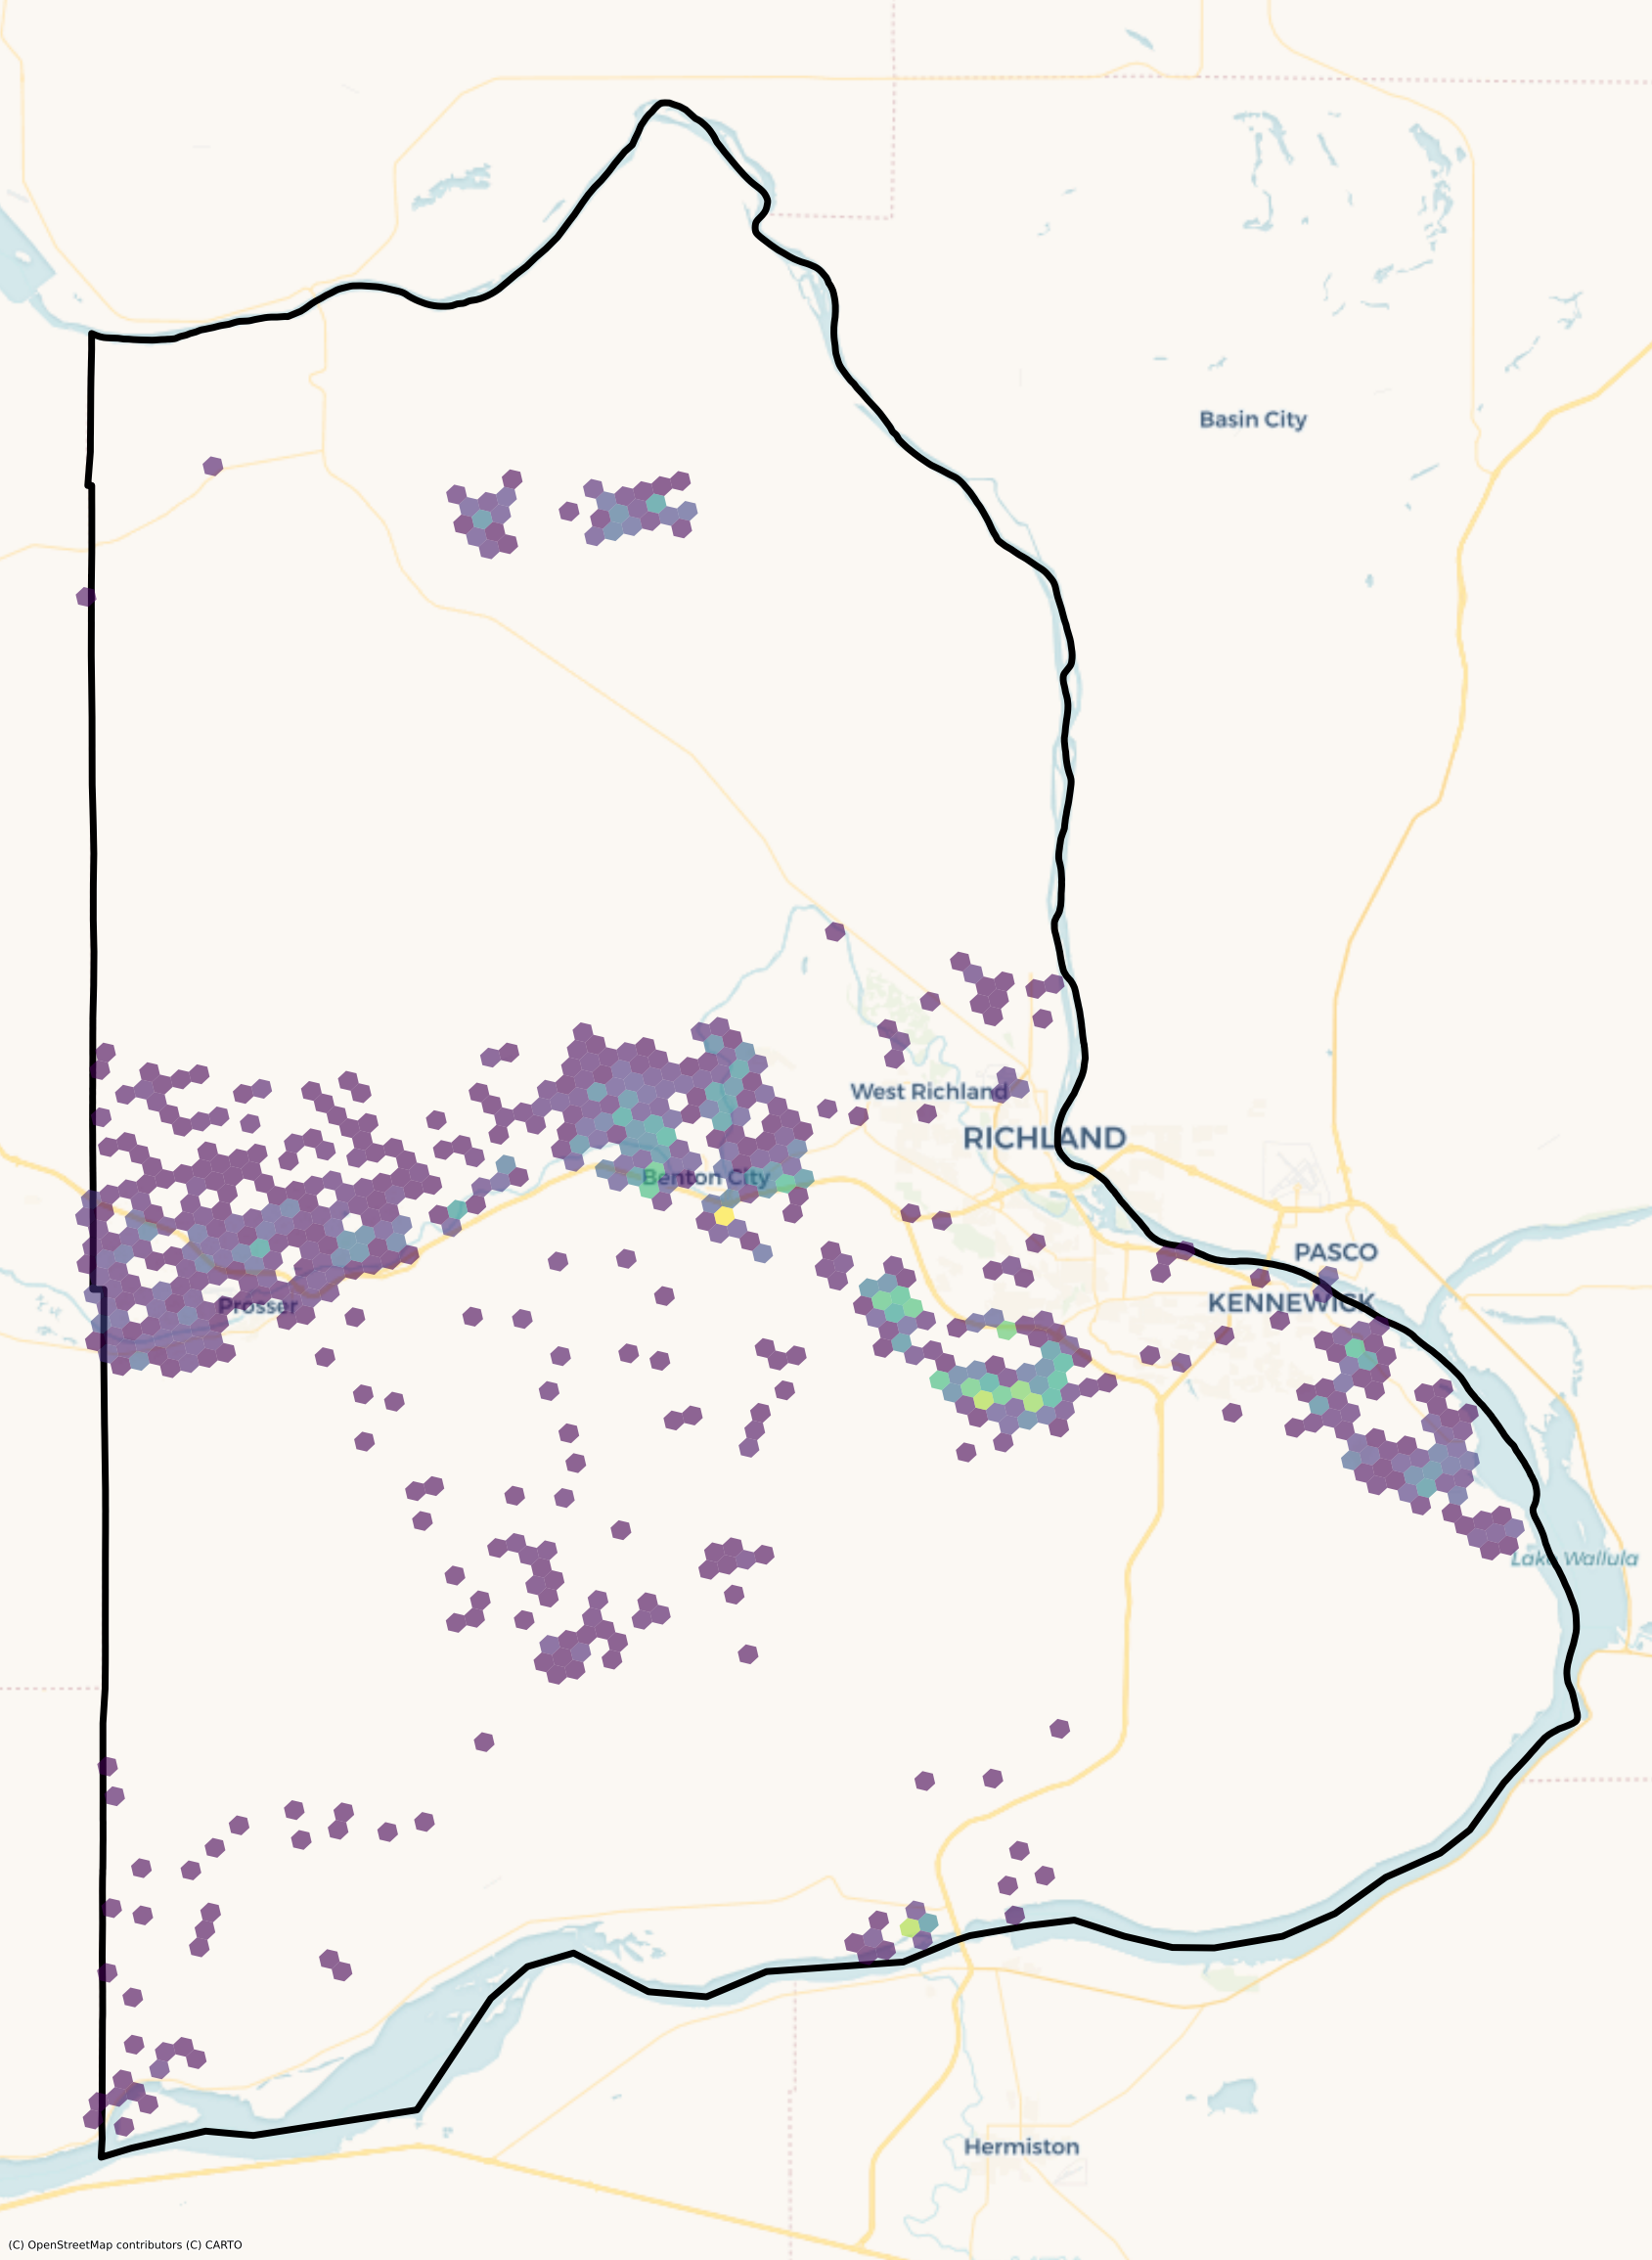 Basin City
West Richland
RICHLAND
Benton City
PASCO
KENNEWICK
Prosser
Lake Wallula
Hermiston
(C) OpenStreetMap contributors (C) CARTO